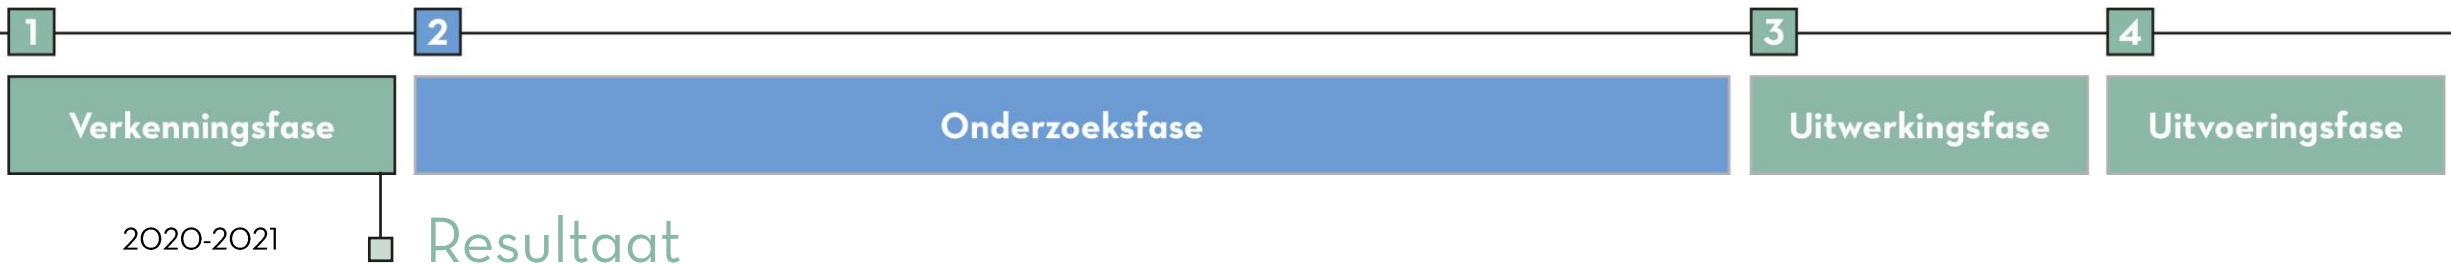 1 2 3 4
Verkenningsfase Onderzoeksfase Uitwerkingsfase Uitvoeringsfase
2020-2021 Resultaat